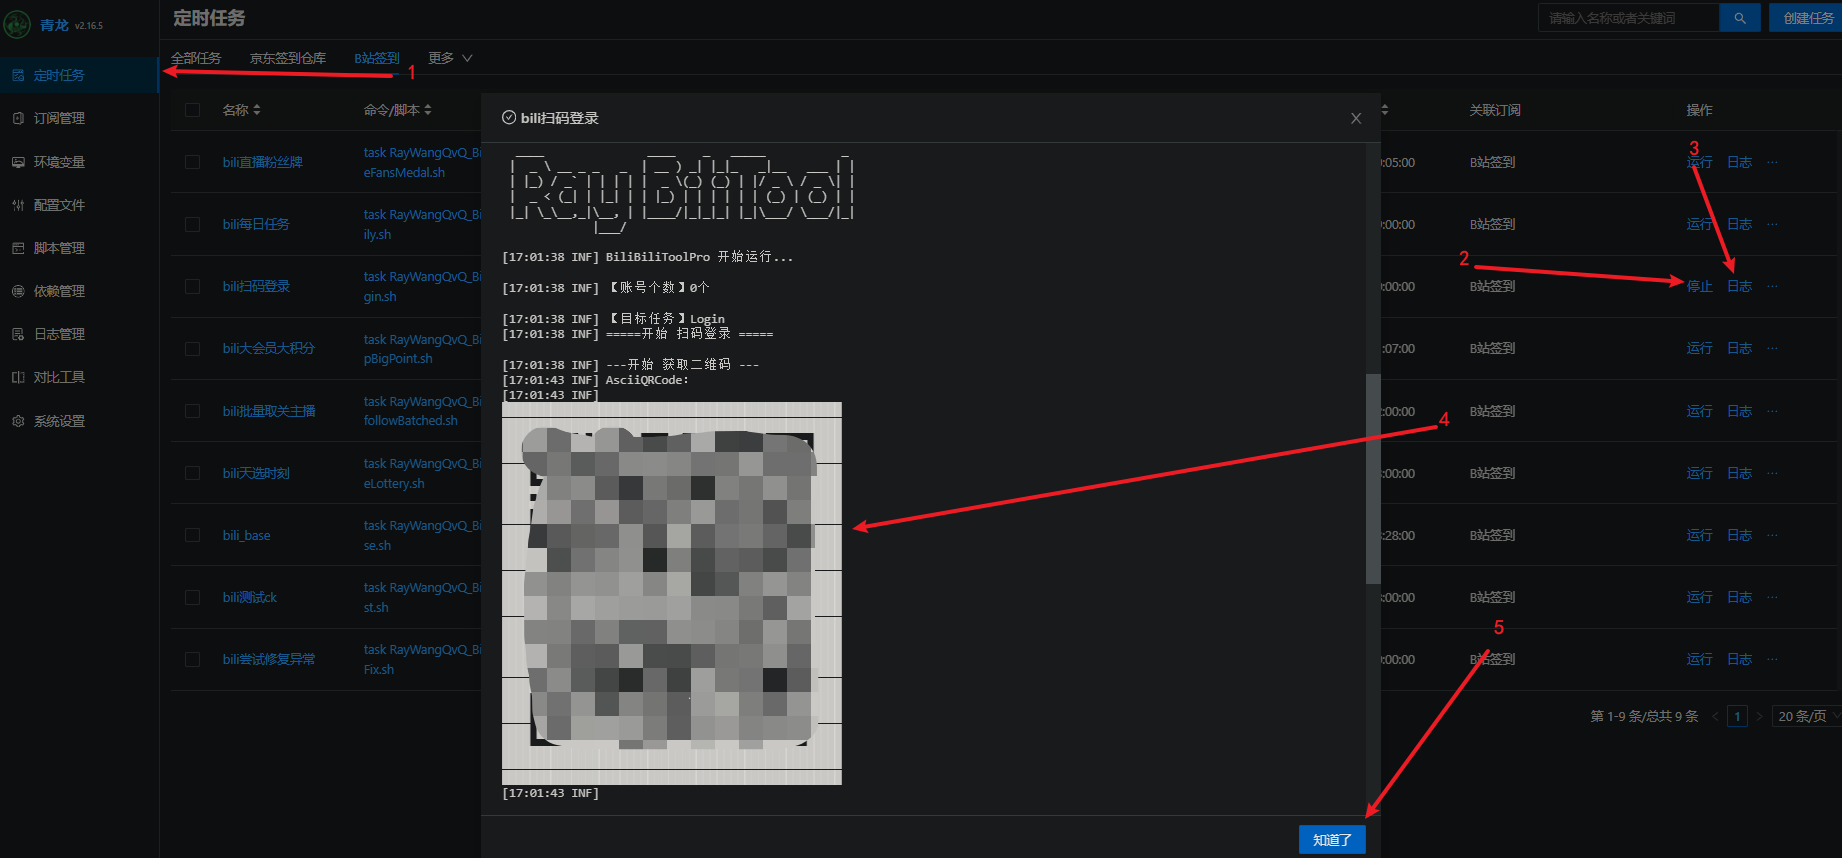 青龙 v2.16.5
定时任务
订阅管理
环境变量
配置文件
脚本管理
依赖管理
日志管理
对比工具
系统设置
定时任务
请输入名称或者关键词
创建任务
全部任务 京东签到仓库 B站签到 更多
1
名称 命令/脚本 关联订阅 操作
bili直播粉丝牌 task RayWangQvQ_Bi
eFansMedal.sh
:05:00 B站签到 运行 日志 ···
bili每日任务 task RayWangQvQ_Bi
ily.sh
:00:00 B站签到 运行 日志 ···
bili扫码登录 task RayWangQvQ_Bi
gin.sh
:00:00 B站签到 停止 日志 ···
bili大会员大积分 task RayWangQvQ_Bi
pBigPoint.sh
:07:00 B站签到 运行 日志 ···
bili批量取关主播 task RayWangQvQ_Bi
followBatched.sh
:00:00 B站签到 运行 日志 ···
bili天选时刻 task RayWangQvQ_Bi
eLottery.sh
:00:00 B站签到 运行 日志 ···
bili_base task RayWangQvQ_Bi
se.sh
:28:00 B站签到 运行 日志 ···
bili测试ck task RayWangQvQ_Bi
st.sh
:00:00 B站签到 运行 日志 ···
bili尝试修复异常 task RayWangQvQ_Bi
Fix.sh
:00:00 B站签到 运行 日志 ···
第 1-9 条/总共 9 条 1 20 条/页
2
3
4
5
bili扫码登录
[17:01:38 INF] BiliBiliToolPro 开始运行...
[17:01:38 INF] 【账号个数】0个
[17:01:38 INF] 【目标任务】Login
[17:01:38 INF] =====开始 扫码登录 =====
[17:01:38 INF] ---开始 获取二维码 ---
[17:01:43 INF] AsciiQRCode:
[17:01:43 INF]
[17:01:43 INF]
知道了